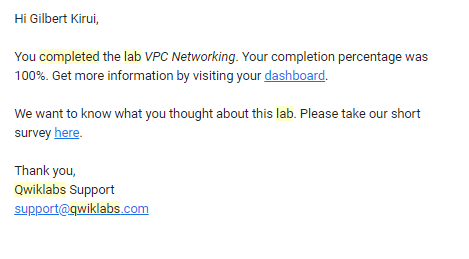 Hi Gilbert Kirui,
You completed the lab VPC Networking. Your completion percentage was
100%. Get more information by visiting your dashboard.
We want to know what you thought about this lab. Please take our short
survey here.
Thank you,
Qwiklabs Support
support@qwiklabs.com